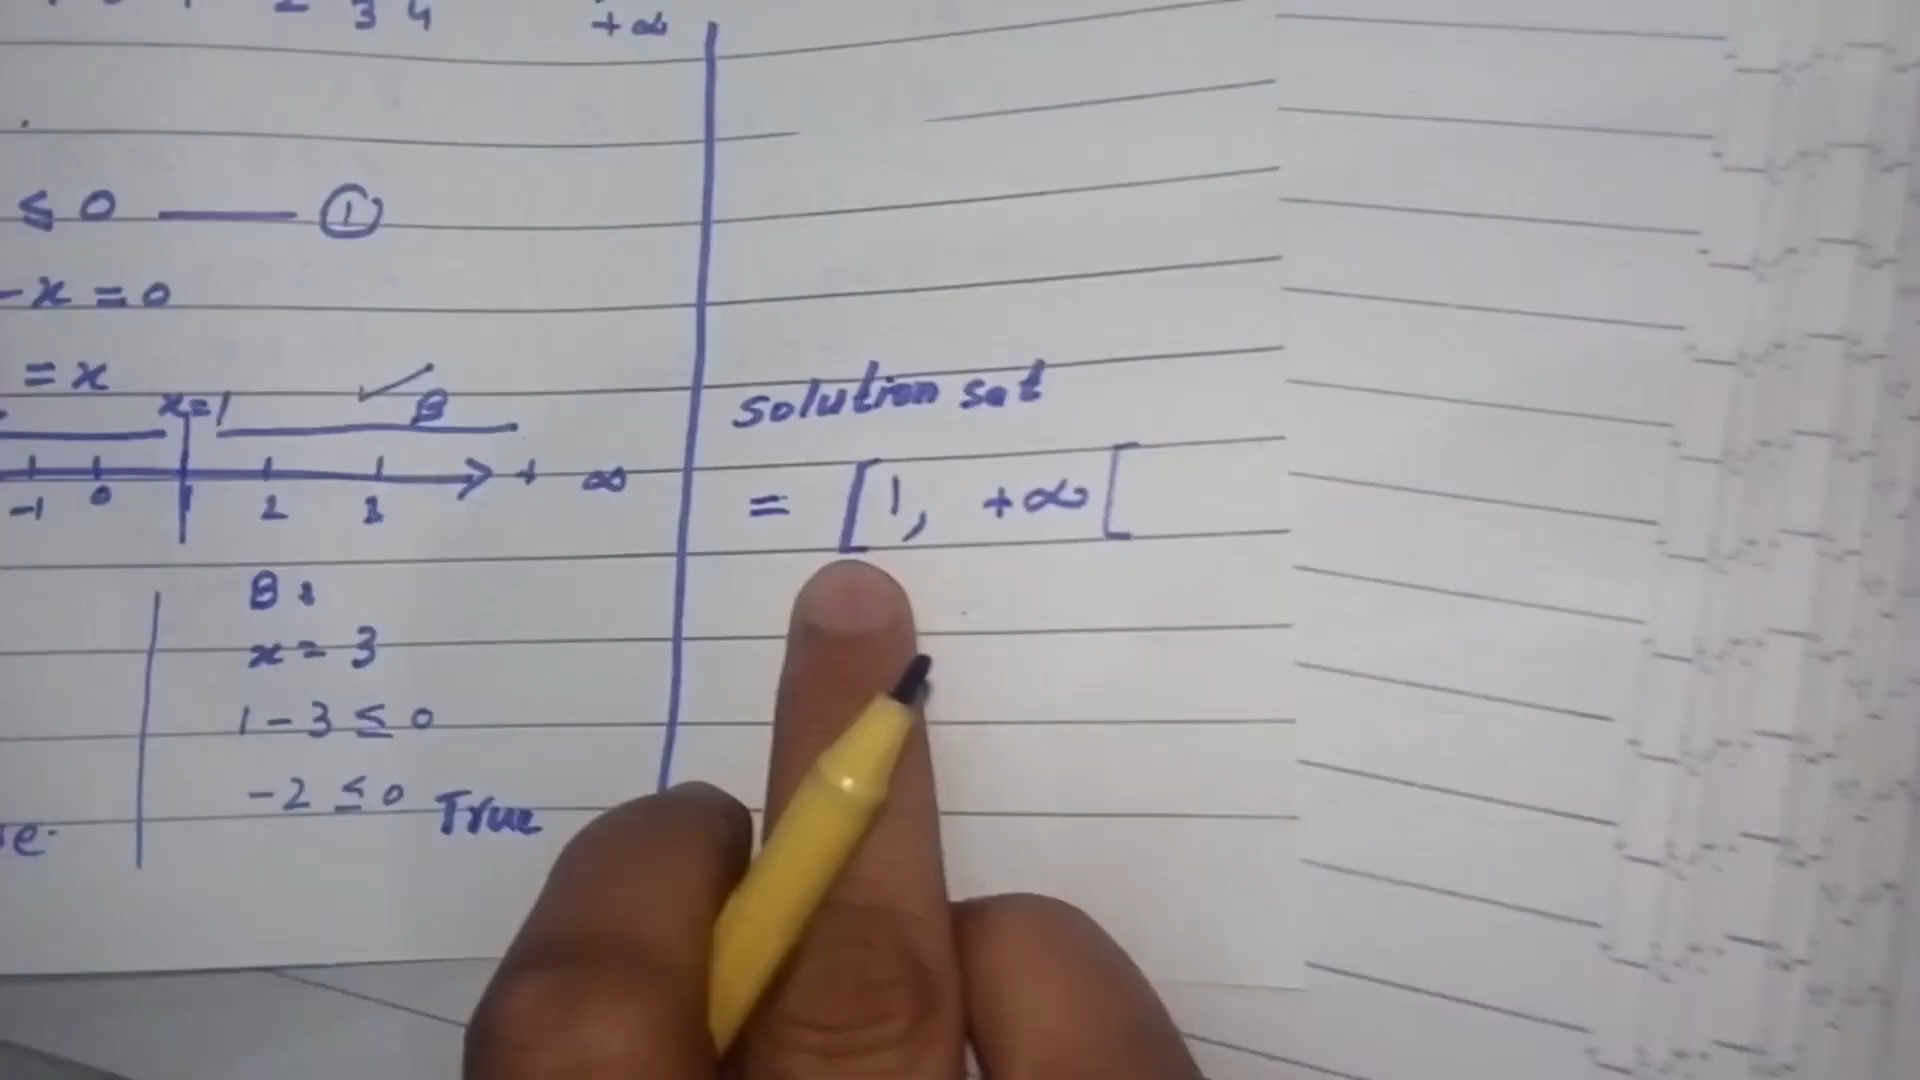 2 3 4 +∞
≤ 0 —— ①
-x = 0
= x
x=1 B
-1 0 1 2 3 + ∞
B:
x = 3
1 - 3 ≤ 0
-2 ≤ 0 True
solution set
= [1, +∞[